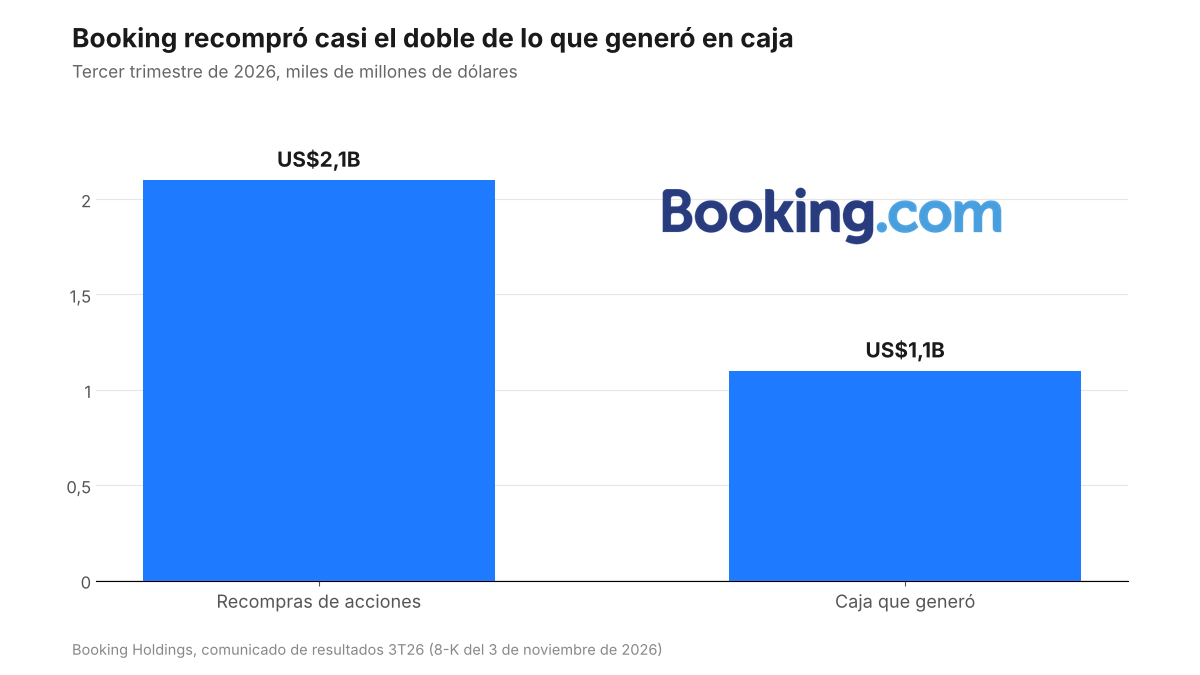 Booking recompró casi el doble de lo que generó en caja
Tercer trimestre de 2026, miles de millones de dólares
US$2,1B
2
Booking.com
1,5
US$1,1B
1
0,5
0
Recompras de acciones
Caja que generó
Booking Holdings, comunicado de resultados 3T26 (8-K del 3 de noviembre de 2026)